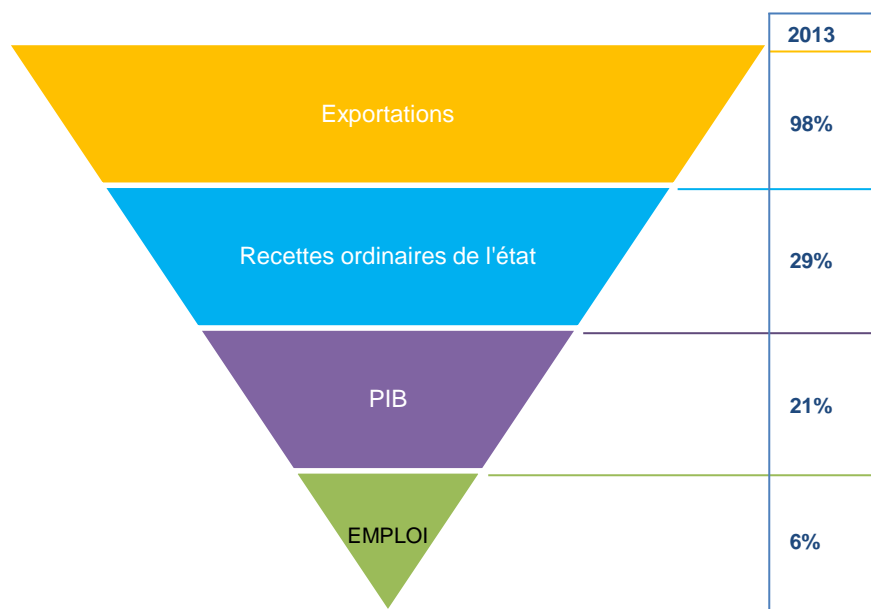 2013
Exportations
98%
Recettes ordinaires de l'état
29%
PIB
21%
EMPLOI
6%